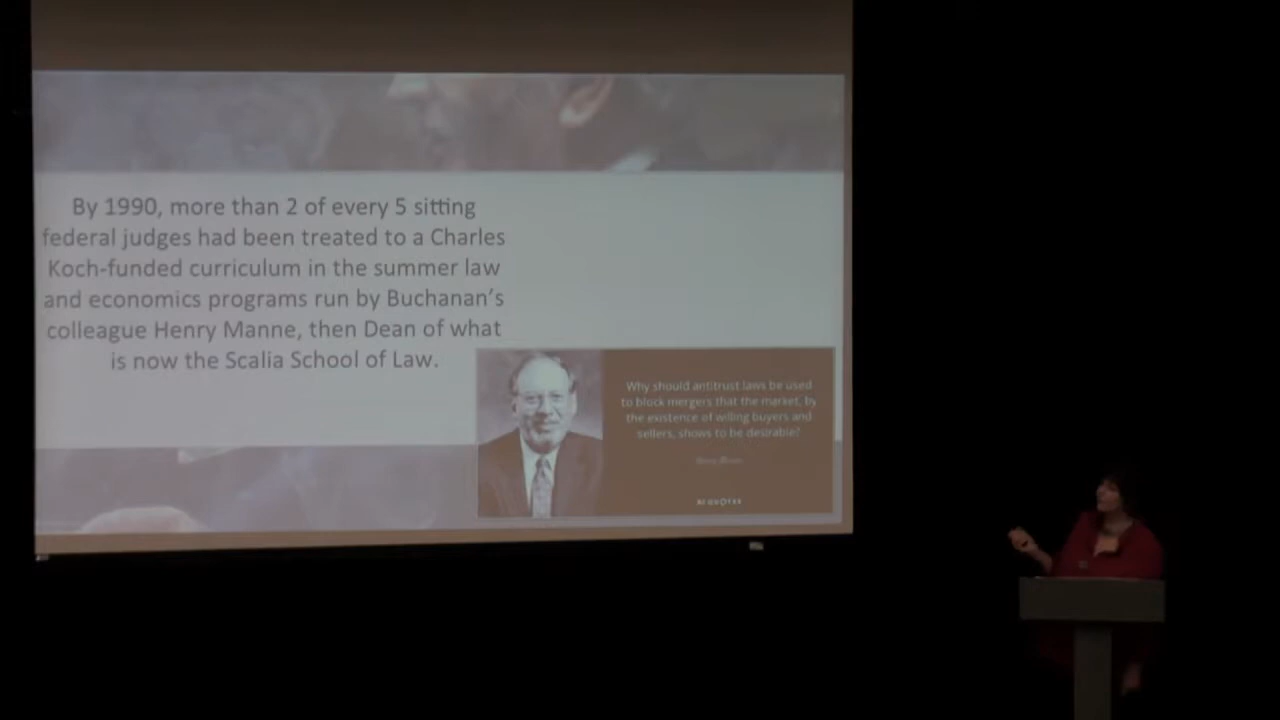 By 1990, more than 2 of every 5 sitting
federal judges had been treated to a Charles
Koch-funded curriculum in the summer law
and economics programs run by Buchanan's
colleague Henry Manne, then Dean of what
is now the Scalia School of Law.
Why should antitrust laws be used
to block mergers that the market, by
the existence of willing buyers and
sellers, shows to be desirable?
AZ QUOTES